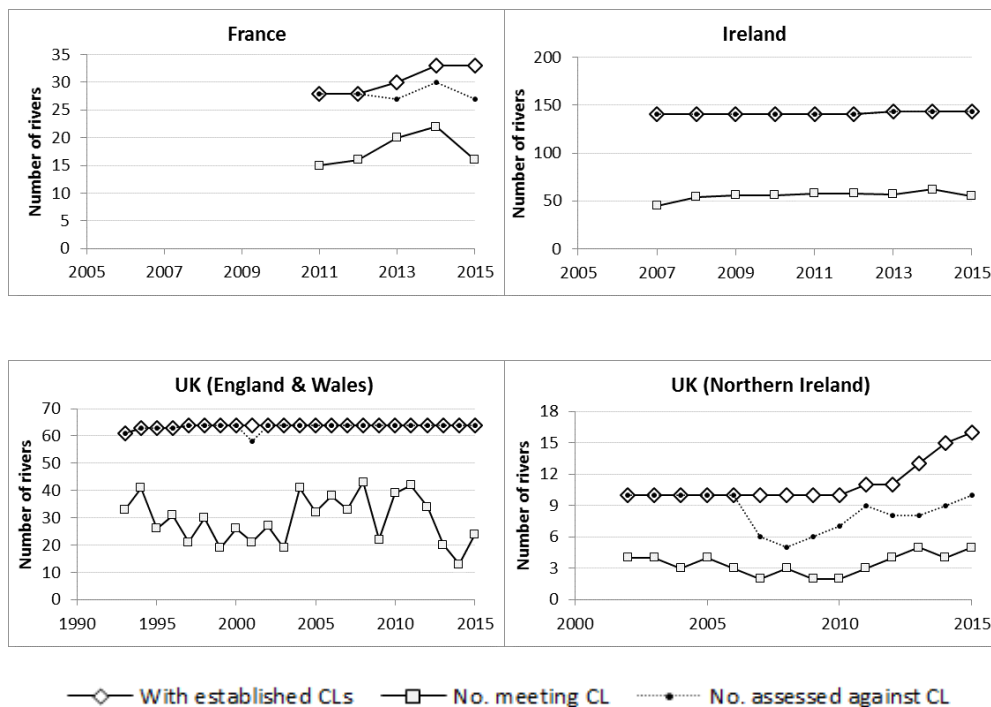 France
Number of rivers
35
30
25
20
15
10
5
0
2005 2007 2009 2011 2013 2015
Ireland
Number of rivers
200
150
100
50
0
2005 2007 2009 2011 2013 2015
UK (England & Wales)
Number of rivers
70
60
50
40
30
20
10
0
1990 1995 2000 2005 2010 2015
UK (Northern Ireland)
Number of rivers
18
15
12
9
6
3
0
2000 2005 2010 2015
With established CLs No. meeting CL No. assessed against CL